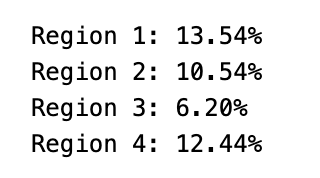 Region 1: 13.54%
Region 2: 10.54%
Region 3: 6.20%
Region 4: 12.44%